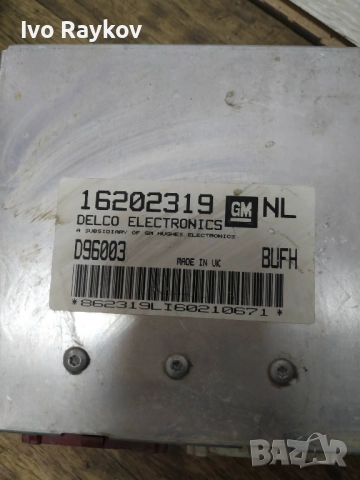 Ivo Raykov
16202319 GM NL
DELCO ELECTRONICS
A SUBSIDIARY OF GM HUGHES ELECTRONICS
D96003 MADE IN UK BUFH
*862319LI60210671*
bazar
БГ